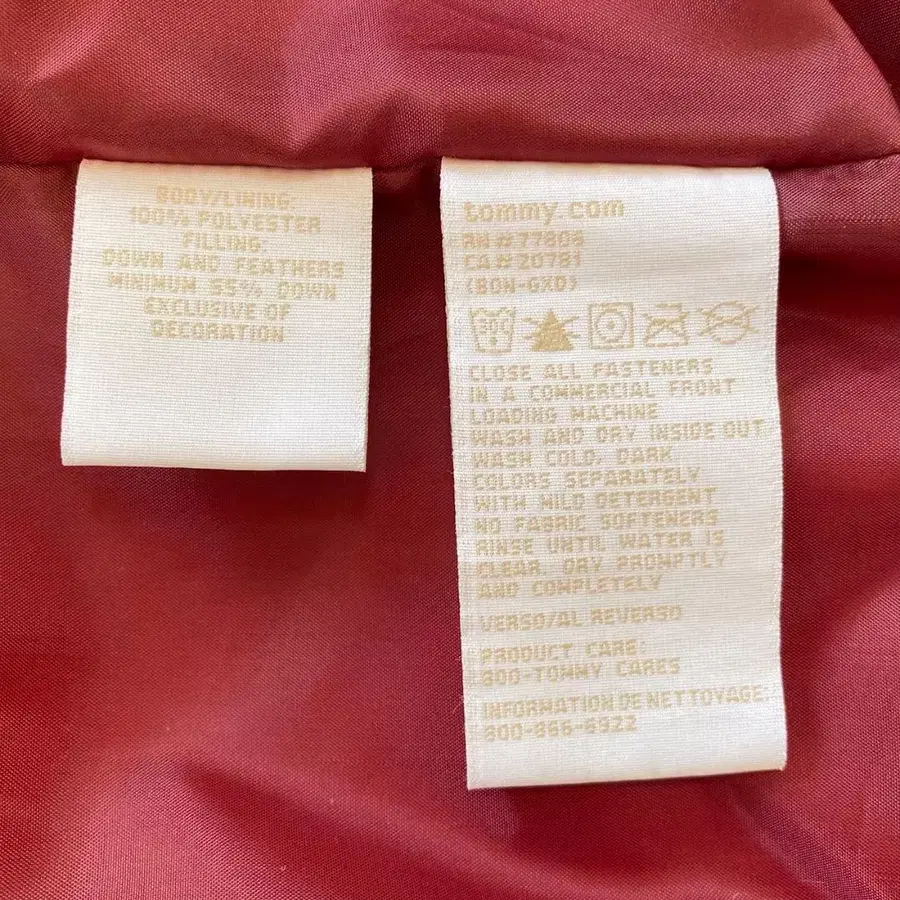 BODY/LINING:
100% POLYESTER
FILLING:
DOWN AND FEATHERS
MINIMUM 55% DOWN
EXCLUSIVE OF
DECORATION
tommy.com
RN # 77806
CA # 20781
(BON-GXD)
30C
CLOSE ALL FASTENERS
IN A COMMERCIAL FRONT
LOADING MACHINE
WASH AND DRY INSIDE OUT
WASH COLD, DARK
COLORS SEPARATELY
WITH MILD DETERGENT
NO FABRIC SOFTENERS
RINSE UNTIL WATER IS
CLEAR, DRY PROMPTLY
AND COMPLETELY
VERSO/AL REVERSO
PRODUCT CARE:
800-TOMMY CARES
INFORMATION DE NETTOYAGE:
800-866-6922